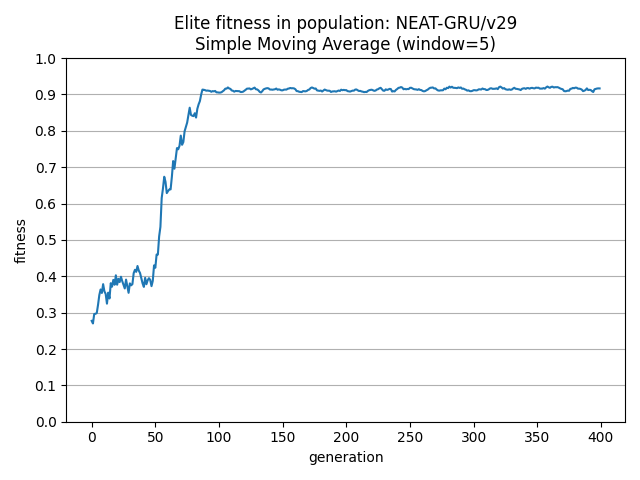 Elite fitness in population: NEAT-GRU/v29
Simple Moving Average (window=5)
fitness
1.0
0.9
0.8
0.7
0.6
0.5
0.4
0.3
0.2
0.1
0.0
0 50 100 150 200 250 300 350 400
generation